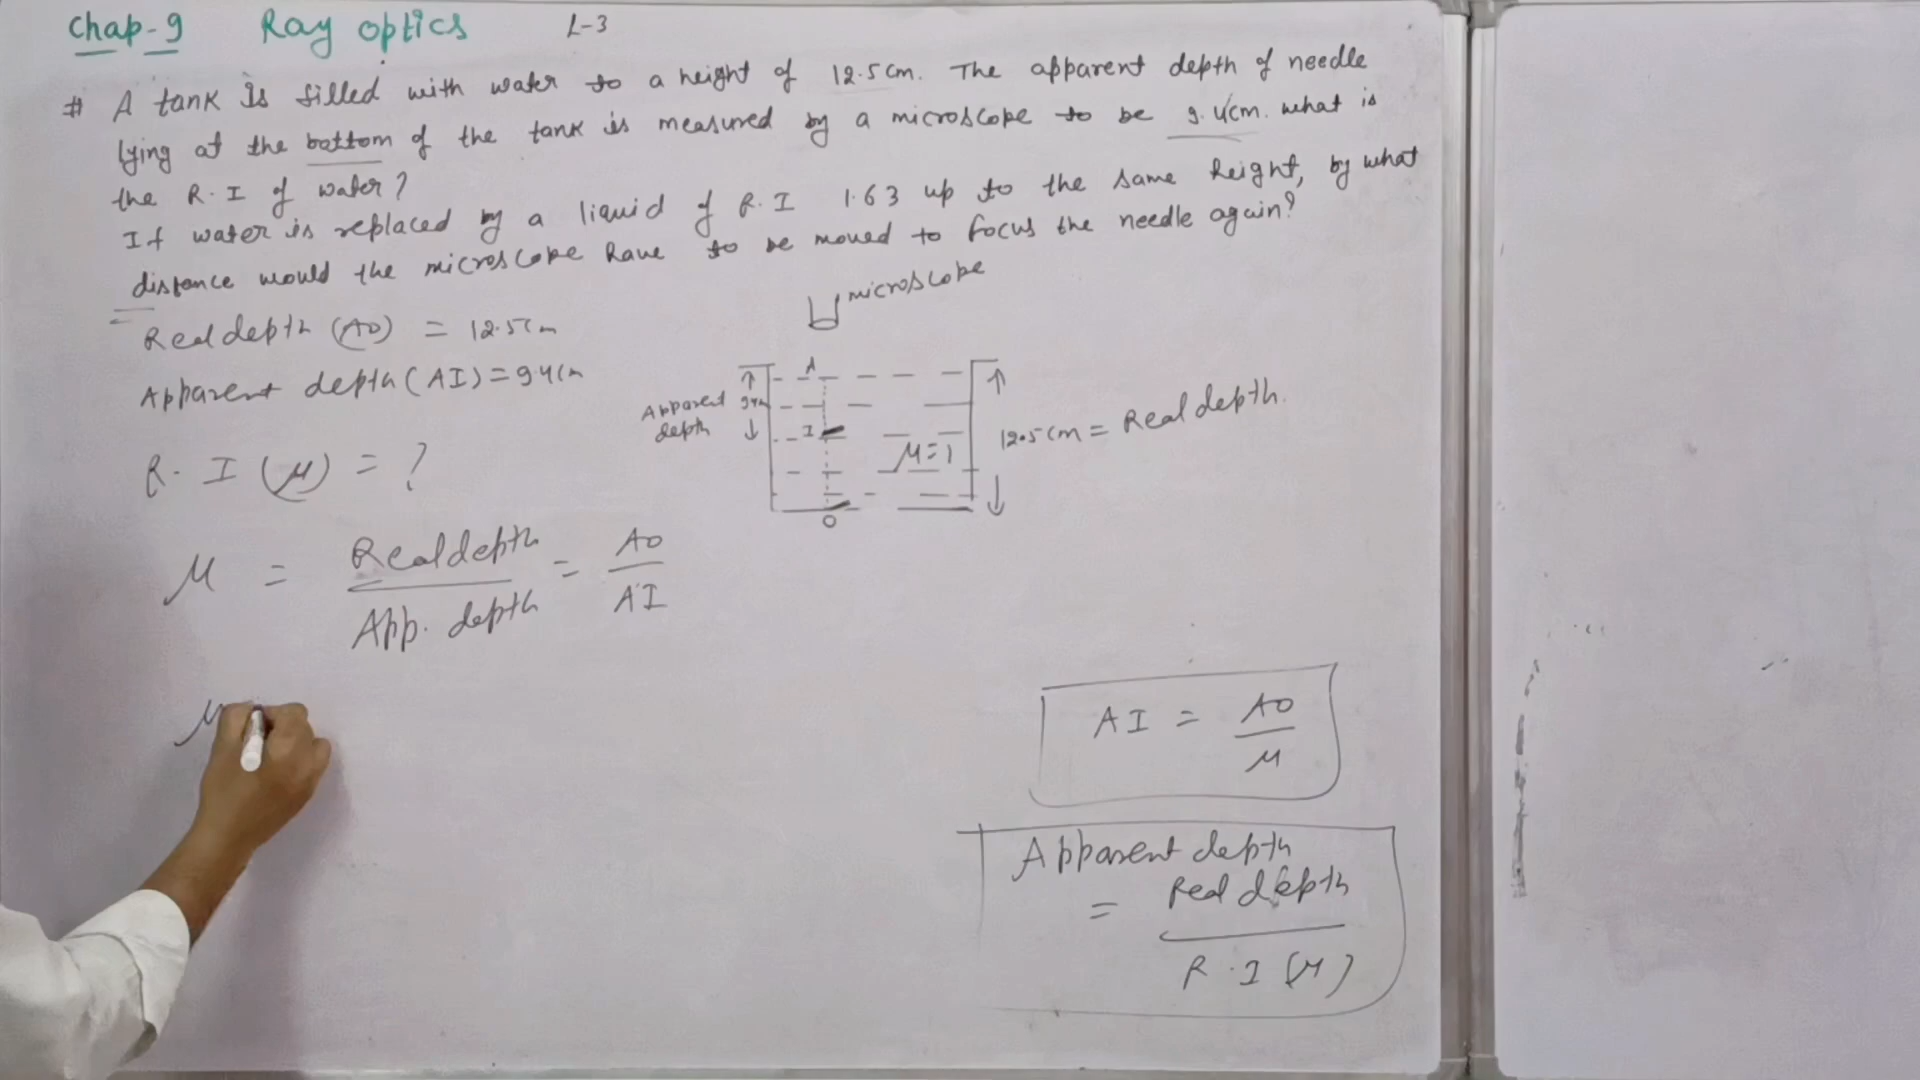 Chap-9 Ray optics L-3
# A tank is filled with water to a height of 12.5cm. The apparent depth of needle
lying at the bottom of the tank is measured by a microscope to be 9.4cm. what is
the R.I of water?
If water is replaced by a liquid of R.I 1.63 up to the same height, by what
distance would the microscope have to be moved to focus the needle again?
microscope
Real depth (AO) = 12.5cm
Apparent depth (AI) = 9.4cm
A
Apparent depth
9.4cm
I
M = ?
12.5cm = Real depth.
O
R. I (μ) = ?
μ = Real depth / App. depth = AO / AI
μ
AI = AO / μ
Apparent depth
= Real depth / R.I (μ)